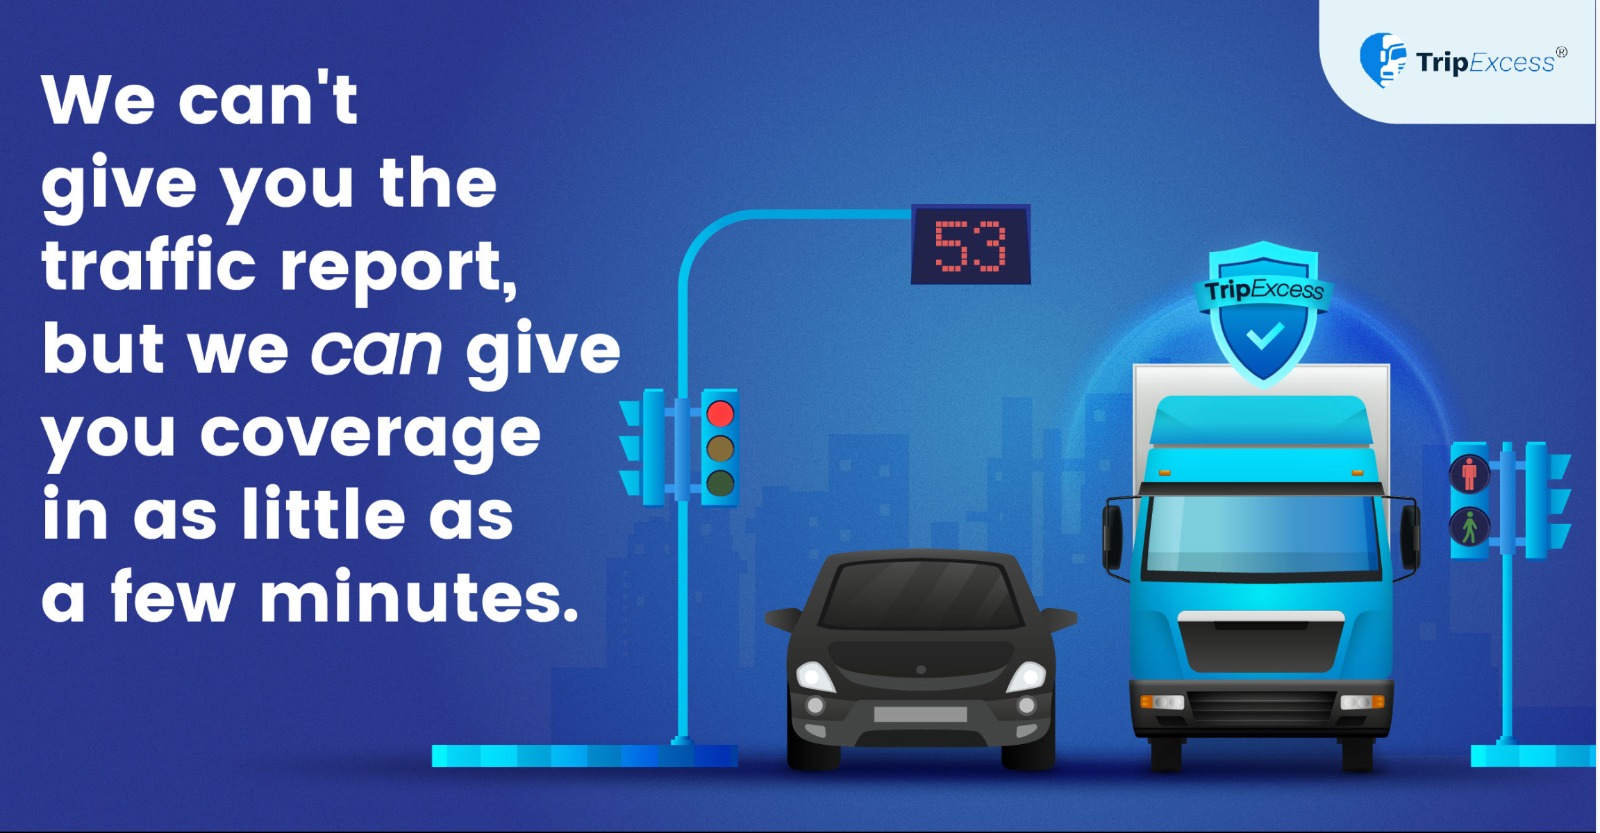 We can't
give you the
traffic report,
but we can give
you coverage
in as little as
a few minutes.
TripExcess®
53
TripExcess